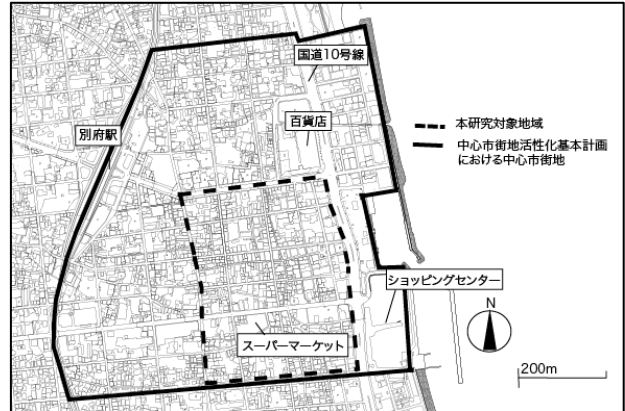 国道10号線
百貨店
別府駅
本研究対象地域
中心市街地活性化基本計画
における中心市街地
ショッピングセンター
スーパーマーケット
N
200m